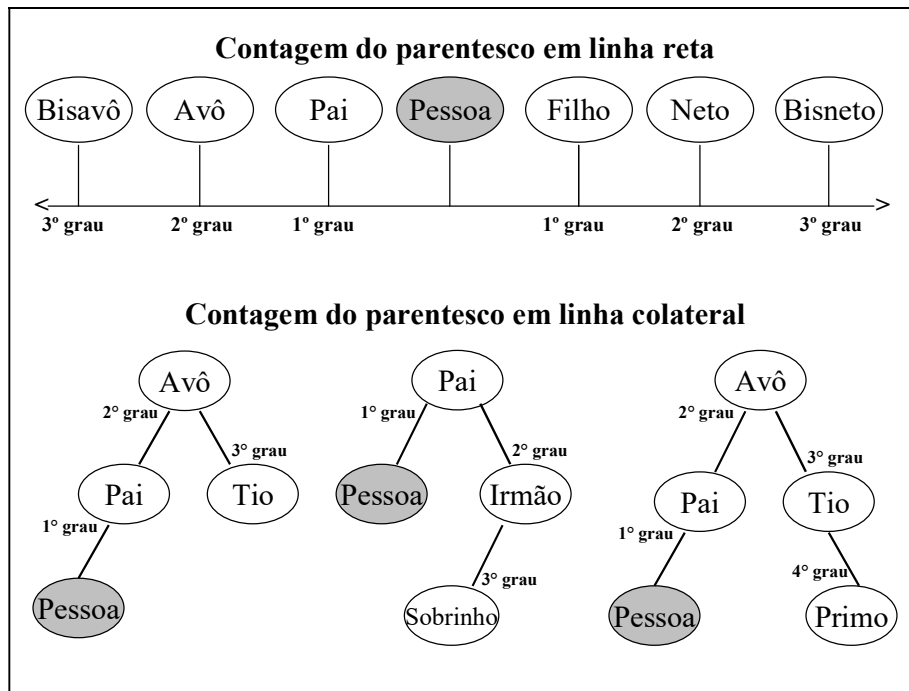 Contagem do parentesco em linha reta
Bisavô Avô Pai Pessoa Filho Neto Bisneto
3º grau 2º grau 1º grau 1º grau 2º grau 3º grau
Contagem do parentesco em linha colateral
Avô
2° grau
3° grau
Pai Tio
1° grau
Pessoa
Pai
1° grau
2° grau
Pessoa Irmão
3° grau
Sobrinho
Avô
2° grau
3° grau
Pai Tio
1° grau
4° grau
Pessoa Primo